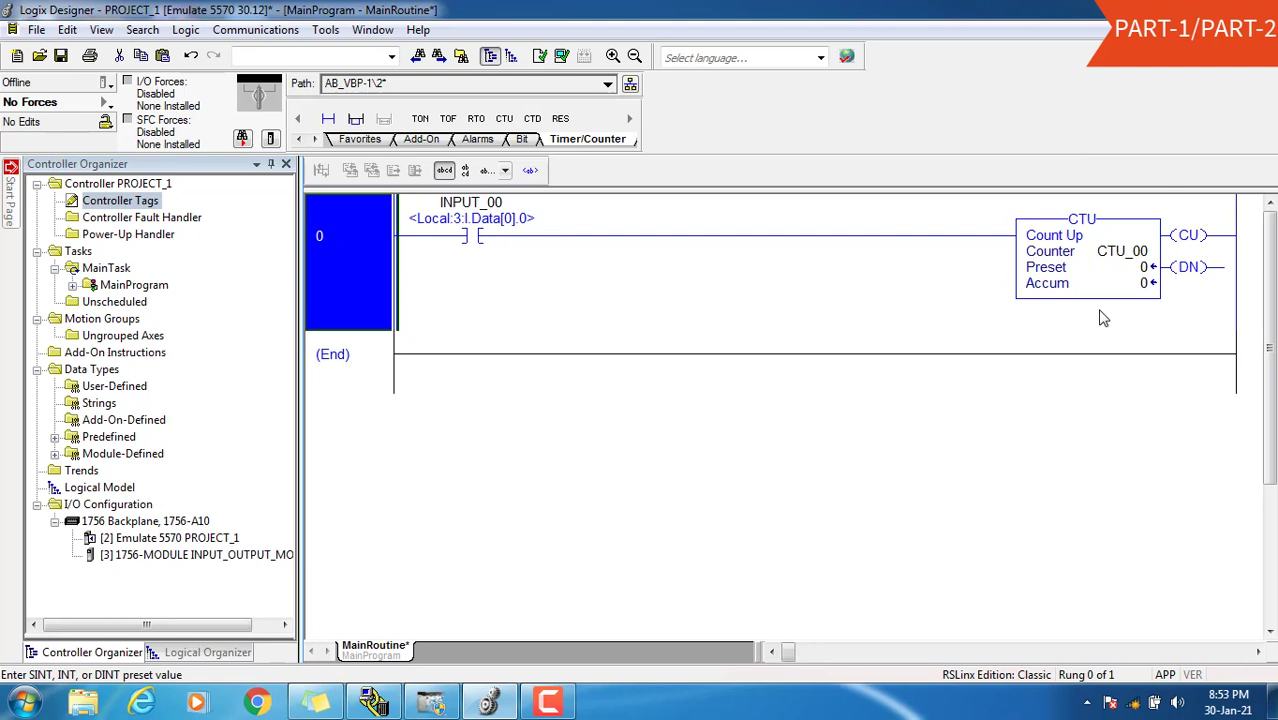 Logix Designer - PROJECT_1 [Emulate 5570 30.12]* - [MainProgram - MainRoutine*]
PART-1/PART-2
File Edit View Search Logic Communications Tools Window Help
Select language...
Offline
No Forces
No Edits
I/O Forces:
Disabled
None Installed
SFC Forces:
Disabled
None Installed
Path: AB_VBP-1\2*
TON TOF RTO CTU CTD RES
Favorites Add-On Alarms Bit Timer/Counter
Start Page
Controller Organizer
Controller PROJECT_1
Controller Tags
Controller Fault Handler
Power-Up Handler
Tasks
MainTask
MainProgram
Unscheduled
Motion Groups
Ungrouped Axes
Add-On Instructions
Data Types
User-Defined
Strings
Add-On-Defined
Predefined
Module-Defined
Trends
Logical Model
I/O Configuration
1756 Backplane, 1756-A10
[2] Emulate 5570 PROJECT_1
[3] 1756-MODULE INPUT_OUTPUT_MO
Controller Organizer
Logical Organizer
abcd
ab
cd
ab...
<ab>
0
INPUT_00
<Local:3:I.Data[0].0>
CTU
Count Up
Counter CTU_00
Preset 0
Accum 0
CU
DN
(End)
MainRoutine*
MainProgram
Enter SINT, INT, or DINT preset value
RSLinx Edition: Classic
Rung 0 of 1
APP
VER
8:53 PM
30-Jan-21